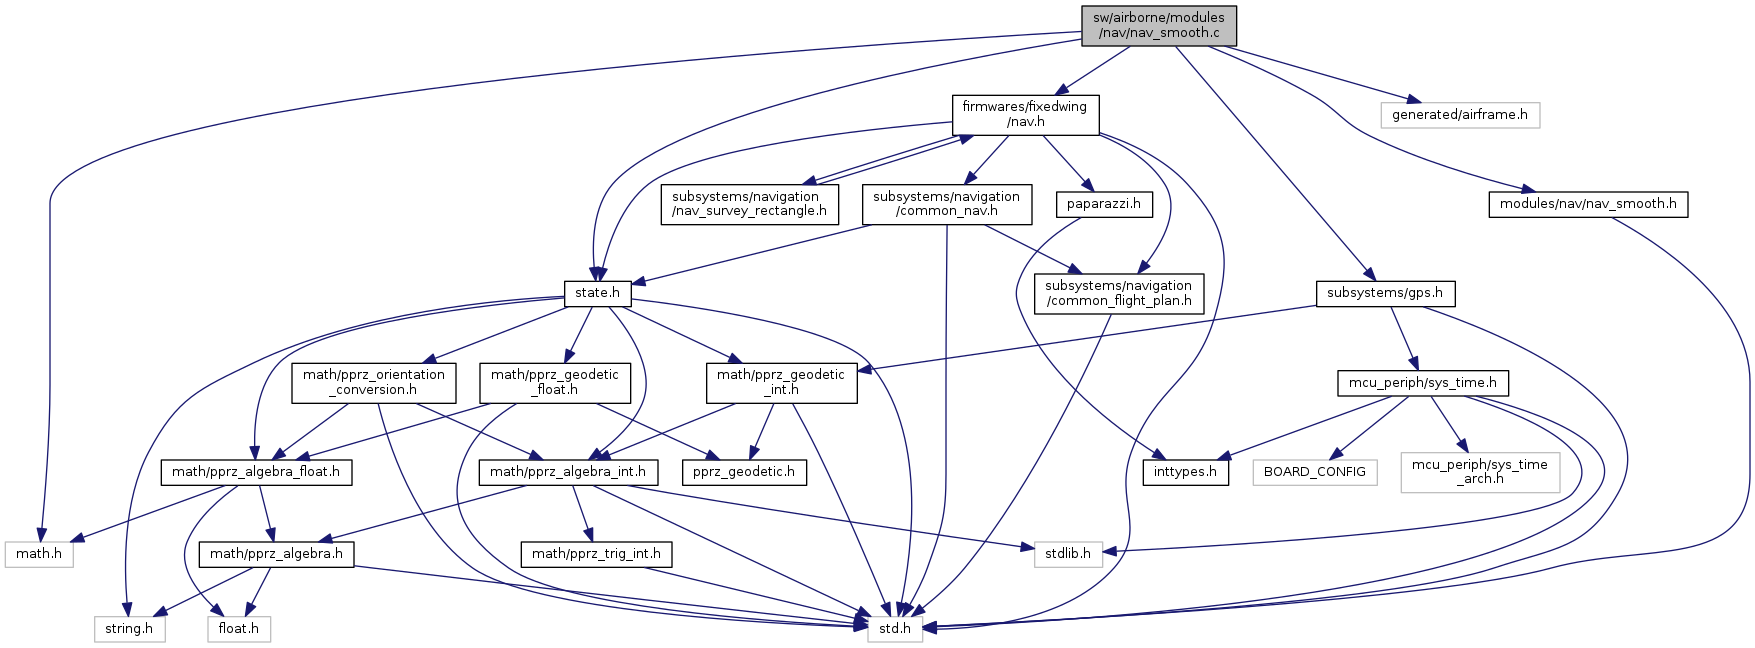 sw/airborne/modules
/nav/nav_smooth.c
firmwares/fixedwing
/nav.h
generated/airframe.h
subsystems/navigation
/nav_survey_rectangle.h
subsystems/navigation
/common_nav.h
paparazzi.h
modules/nav/nav_smooth.h
state.h
subsystems/navigation
/common_flight_plan.h
subsystems/gps.h
math/pprz_orientation
_conversion.h
math/pprz_geodetic
_float.h
math/pprz_geodetic
_int.h
mcu_periph/sys_time.h
math/pprz_algebra_float.h
math/pprz_algebra_int.h
pprz_geodetic.h
inttypes.h
BOARD_CONFIG
mcu_periph/sys_time
_arch.h
math.h
math/pprz_algebra.h
math/pprz_trig_int.h
stdlib.h
string.h
float.h
std.h